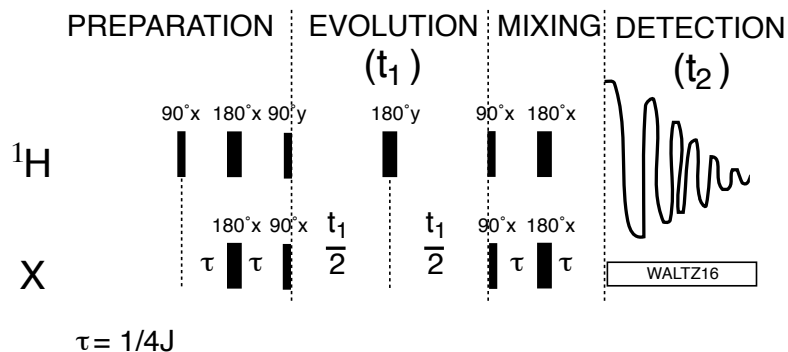 PREPARATION EVOLUTION MIXING DETECTION
(t₁) (t₂)
90°x 180°x 90°y 180°y 90°x 180°x
¹H
180°x 90°x t₁/2 t₁/2 90°x 180°x
τ τ τ τ
X WALTZ16
τ = 1/4J